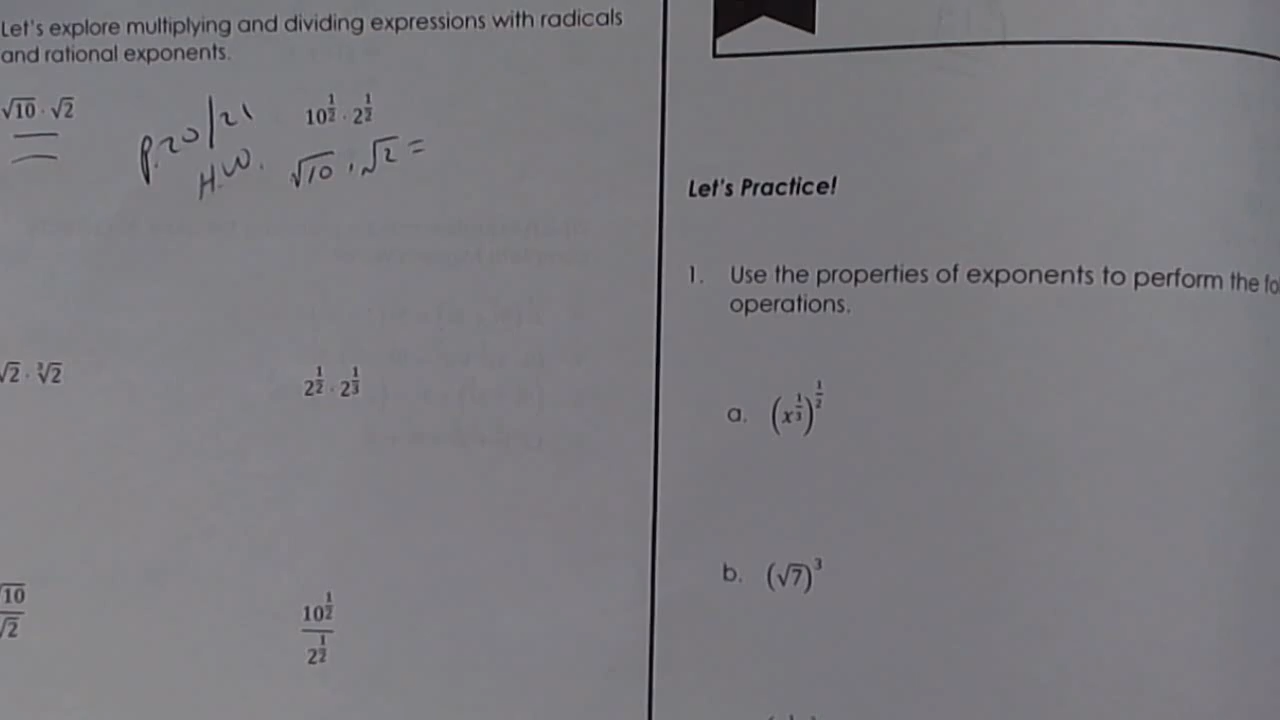 Let's explore multiplying and dividing expressions with radicals
and rational exponents.
√10 · √2
10^(1/2) · 2^(1/2)
P.20/21
H.W.
√10 · √2 =
√2 · ∛2
2^(1/2) · 2^(1/3)
√10/√2
10^(1/2)/2^(1/2)
Let's Practice!
1. Use the properties of exponents to perform the
operations.
a. (x^(1/3))^(1/2)
b. (√7)^3